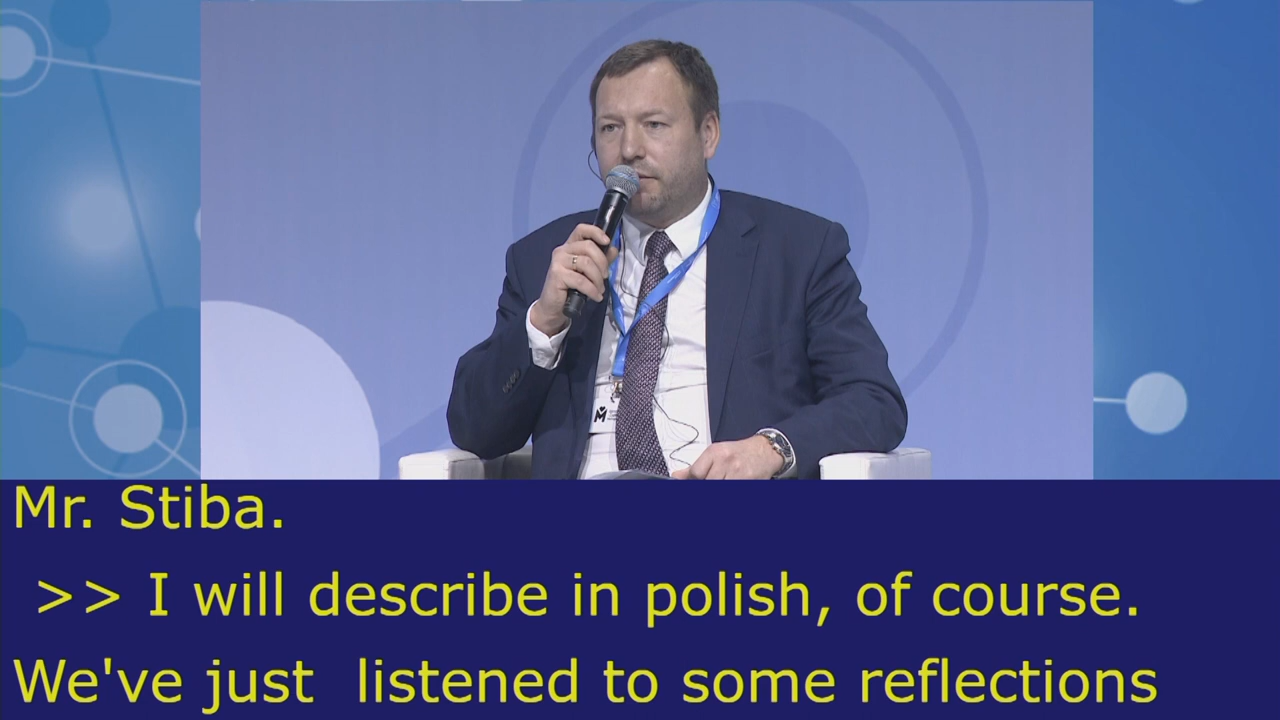 Mr. Stiba.
>> I will describe in polish, of course.
We've just  listened to some reflections